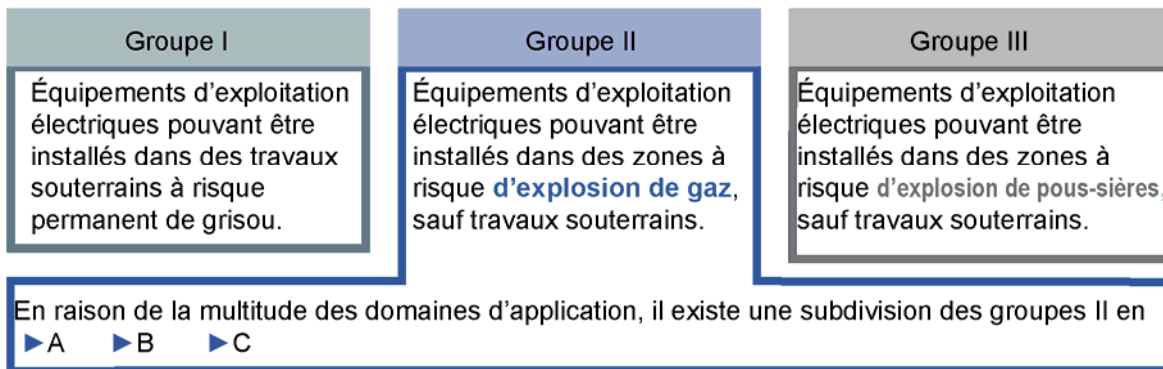 Groupe I
Équipements d'exploitation
électriques pouvant être
installés dans des travaux
souterrains à risque
permanent de grisou.
Groupe II
Équipements d'exploitation
électriques pouvant être
installés dans des zones à
risque d'explosion de gaz,
sauf travaux souterrains.
Groupe III
Équipements d'exploitation
électriques pouvant être
installés dans des zones à
risque d'explosion de pous-sières,
sauf travaux souterrains.
En raison de la multitude des domaines d'application, il existe une subdivision des groupes II en
►A ►B ►C